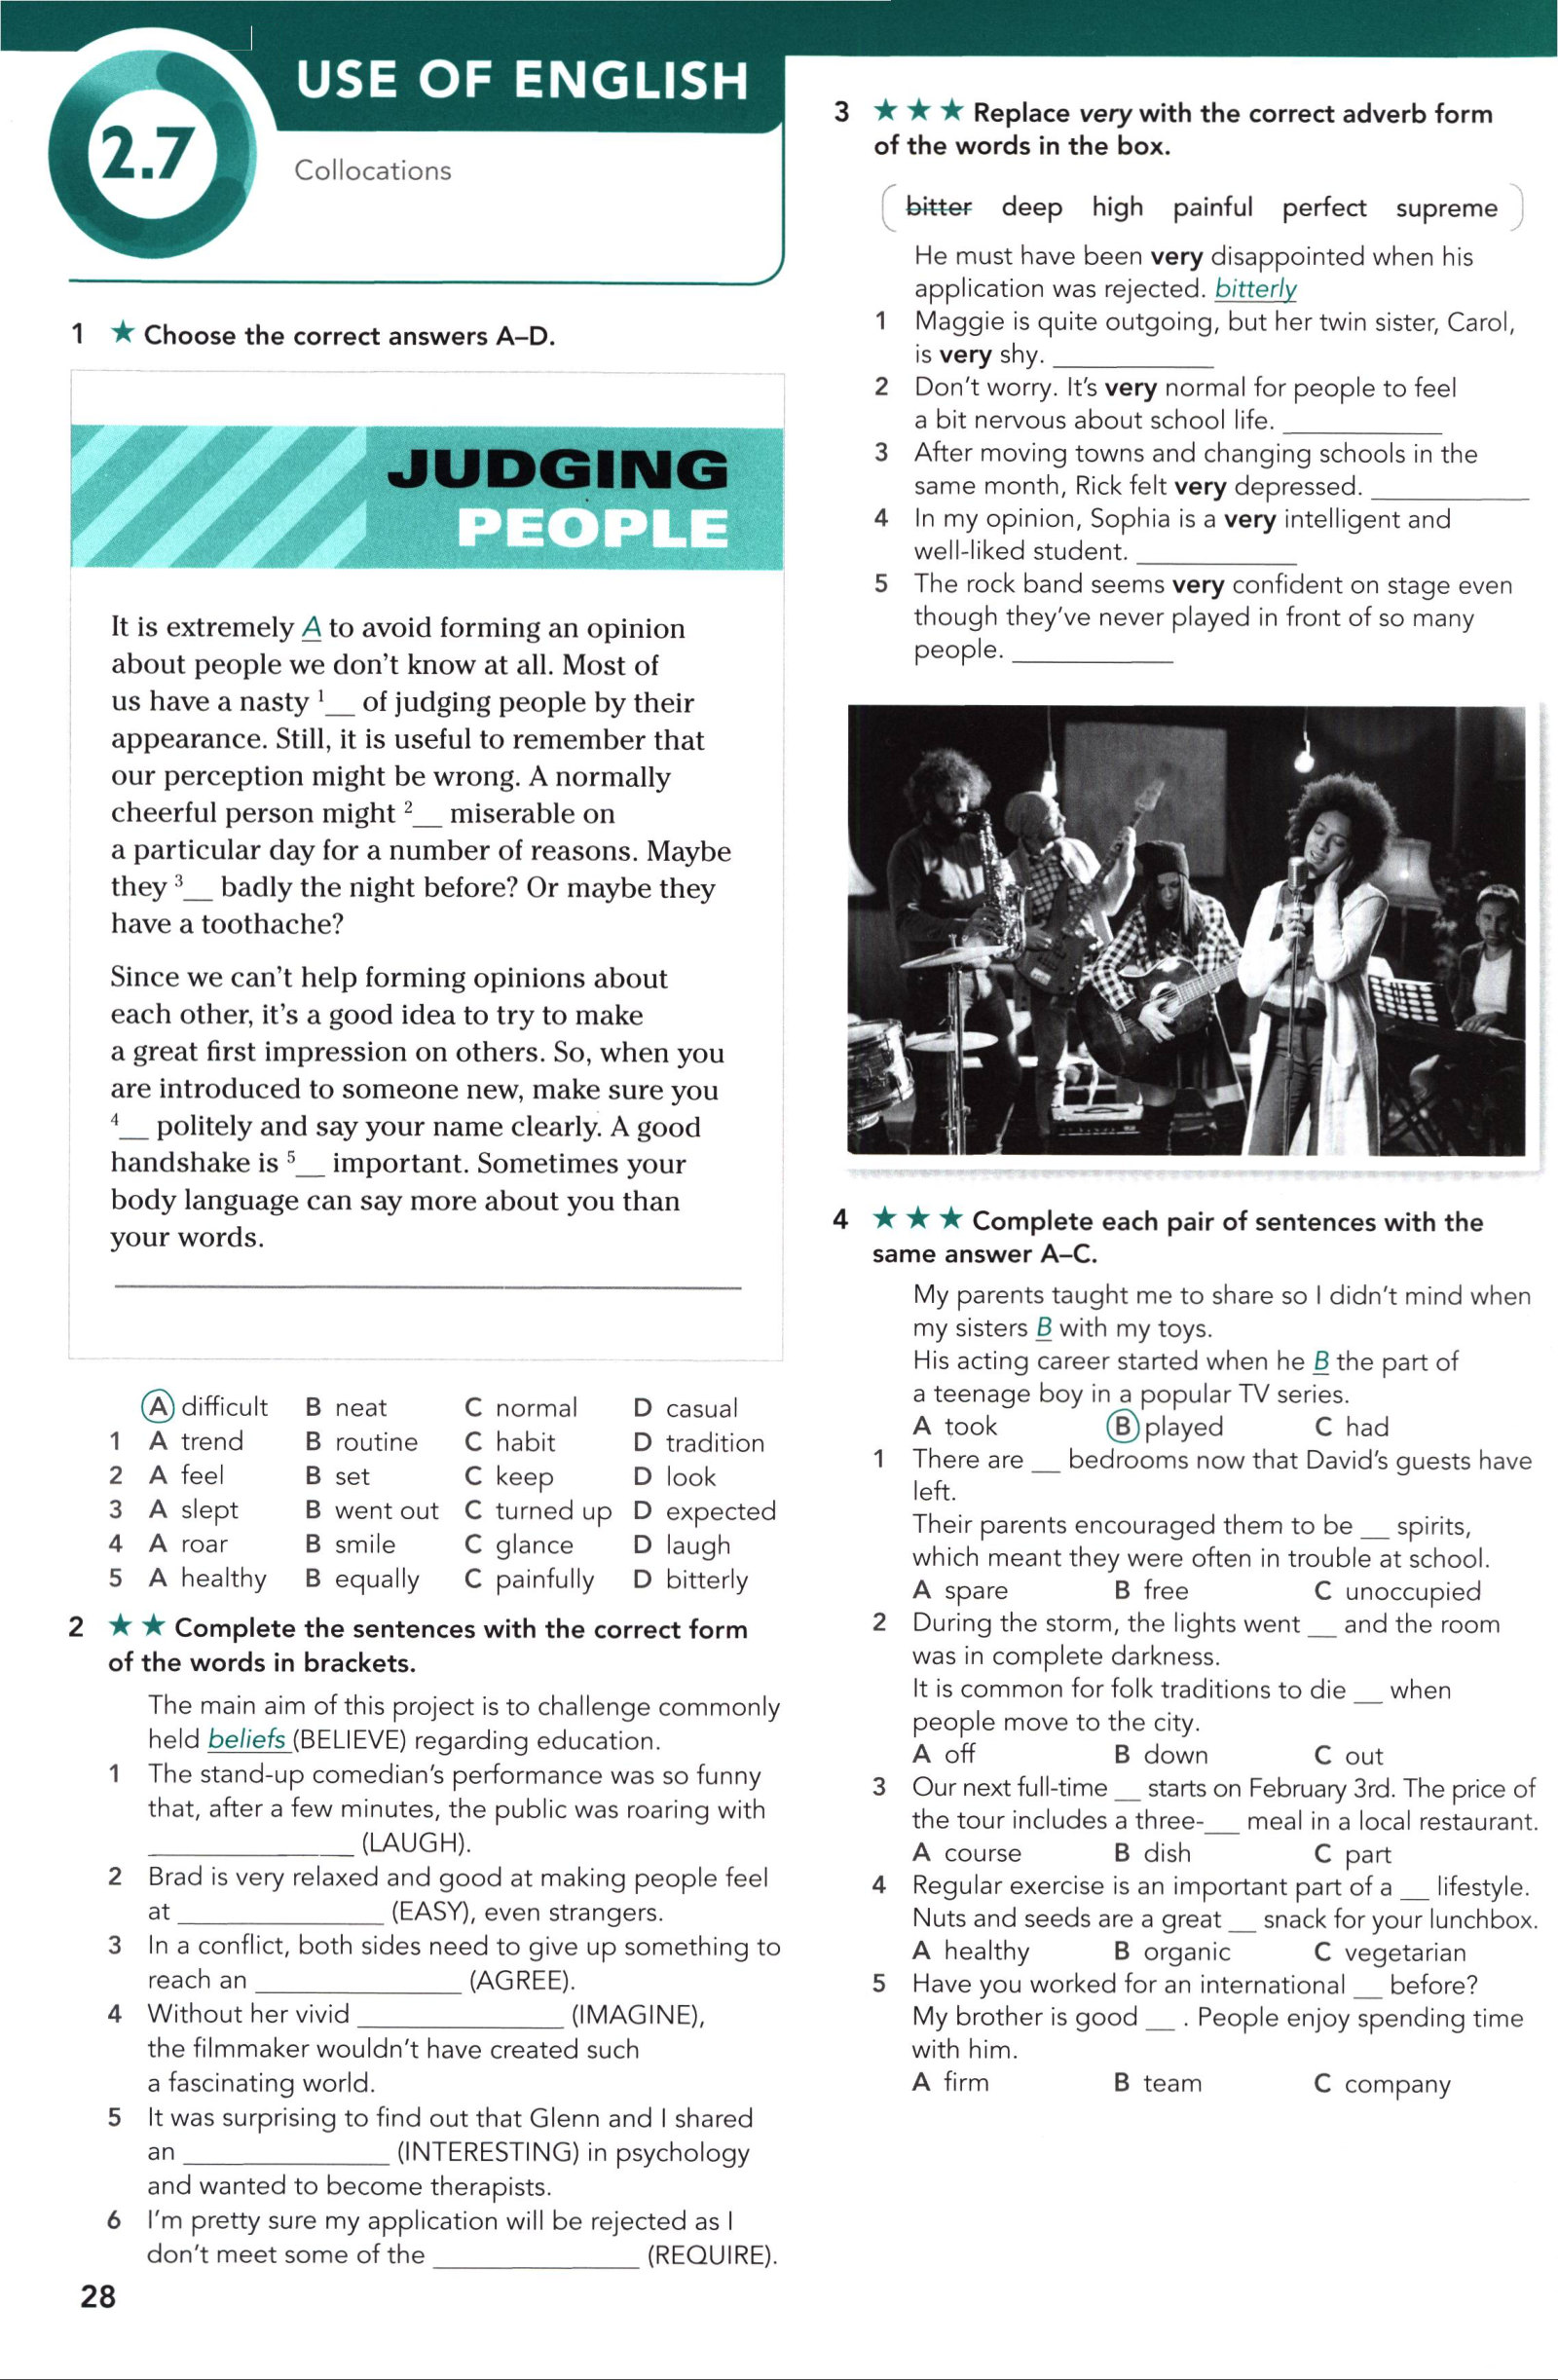 2.7
USE OF ENGLISH
Collocations
1 ★ Choose the correct answers A–D.
JUDGING
PEOPLE
It is extremely A to avoid forming an opinion
about people we don't know at all. Most of
us have a nasty ¹__ of judging people by their
appearance. Still, it is useful to remember that
our perception might be wrong. A normally
cheerful person might ²__ miserable on
a particular day for a number of reasons. Maybe
they ³__ badly the night before? Or maybe they
have a toothache?
Since we can't help forming opinions about
each other, it's a good idea to try to make
a great first impression on others. So, when you
are introduced to someone new, make sure you
⁴__ politely and say your name clearly. A good
handshake is ⁵__ important. Sometimes your
body language can say more about you than
your words.
A difficult B neat C normal D casual
1 A trend B routine C habit D tradition
2 A feel B set C keep D look
3 A slept B went out C turned up D expected
4 A roar B smile C glance D laugh
5 A healthy B equally C painfully D bitterly
2 ★ ★ Complete the sentences with the correct form
of the words in brackets.
The main aim of this project is to challenge commonly
held beliefs (BELIEVE) regarding education.
1 The stand-up comedian's performance was so funny
that, after a few minutes, the public was roaring with
______________ (LAUGH).
2 Brad is very relaxed and good at making people feel
at ______________ (EASY), even strangers.
3 In a conflict, both sides need to give up something to
reach an ______________ (AGREE).
4 Without her vivid ______________ (IMAGINE),
the filmmaker wouldn't have created such
a fascinating world.
5 It was surprising to find out that Glenn and I shared
an ______________ (INTERESTING) in psychology
and wanted to become therapists.
6 I'm pretty sure my application will be rejected as I
don't meet some of the ______________ (REQUIRE).
28
3 ★ ★ ★ Replace very with the correct adverb form
of the words in the box.
bitter deep high painful perfect supreme
He must have been very disappointed when his
application was rejected. bitterly
1 Maggie is quite outgoing, but her twin sister, Carol,
is very shy. ___________
2 Don't worry. It's very normal for people to feel
a bit nervous about school life. ___________
3 After moving towns and changing schools in the
same month, Rick felt very depressed. ___________
4 In my opinion, Sophia is a very intelligent and
well-liked student. ___________
5 The rock band seems very confident on stage even
though they've never played in front of so many
people. ___________
4 ★ ★ ★ Complete each pair of sentences with the
same answer A–C.
My parents taught me to share so I didn't mind when
my sisters B with my toys.
His acting career started when he B the part of
a teenage boy in a popular TV series.
A took B played C had
1 There are __ bedrooms now that David's guests have
left.
Their parents encouraged them to be __ spirits,
which meant they were often in trouble at school.
A spare B free C unoccupied
2 During the storm, the lights went __ and the room
was in complete darkness.
It is common for folk traditions to die __ when
people move to the city.
A off B down C out
3 Our next full-time __ starts on February 3rd. The price of
the tour includes a three-__ meal in a local restaurant.
A course B dish C part
4 Regular exercise is an important part of a __ lifestyle.
Nuts and seeds are a great __ snack for your lunchbox.
A healthy B organic C vegetarian
5 Have you worked for an international __ before?
My brother is good __ . People enjoy spending time
with him.
A firm B team C company